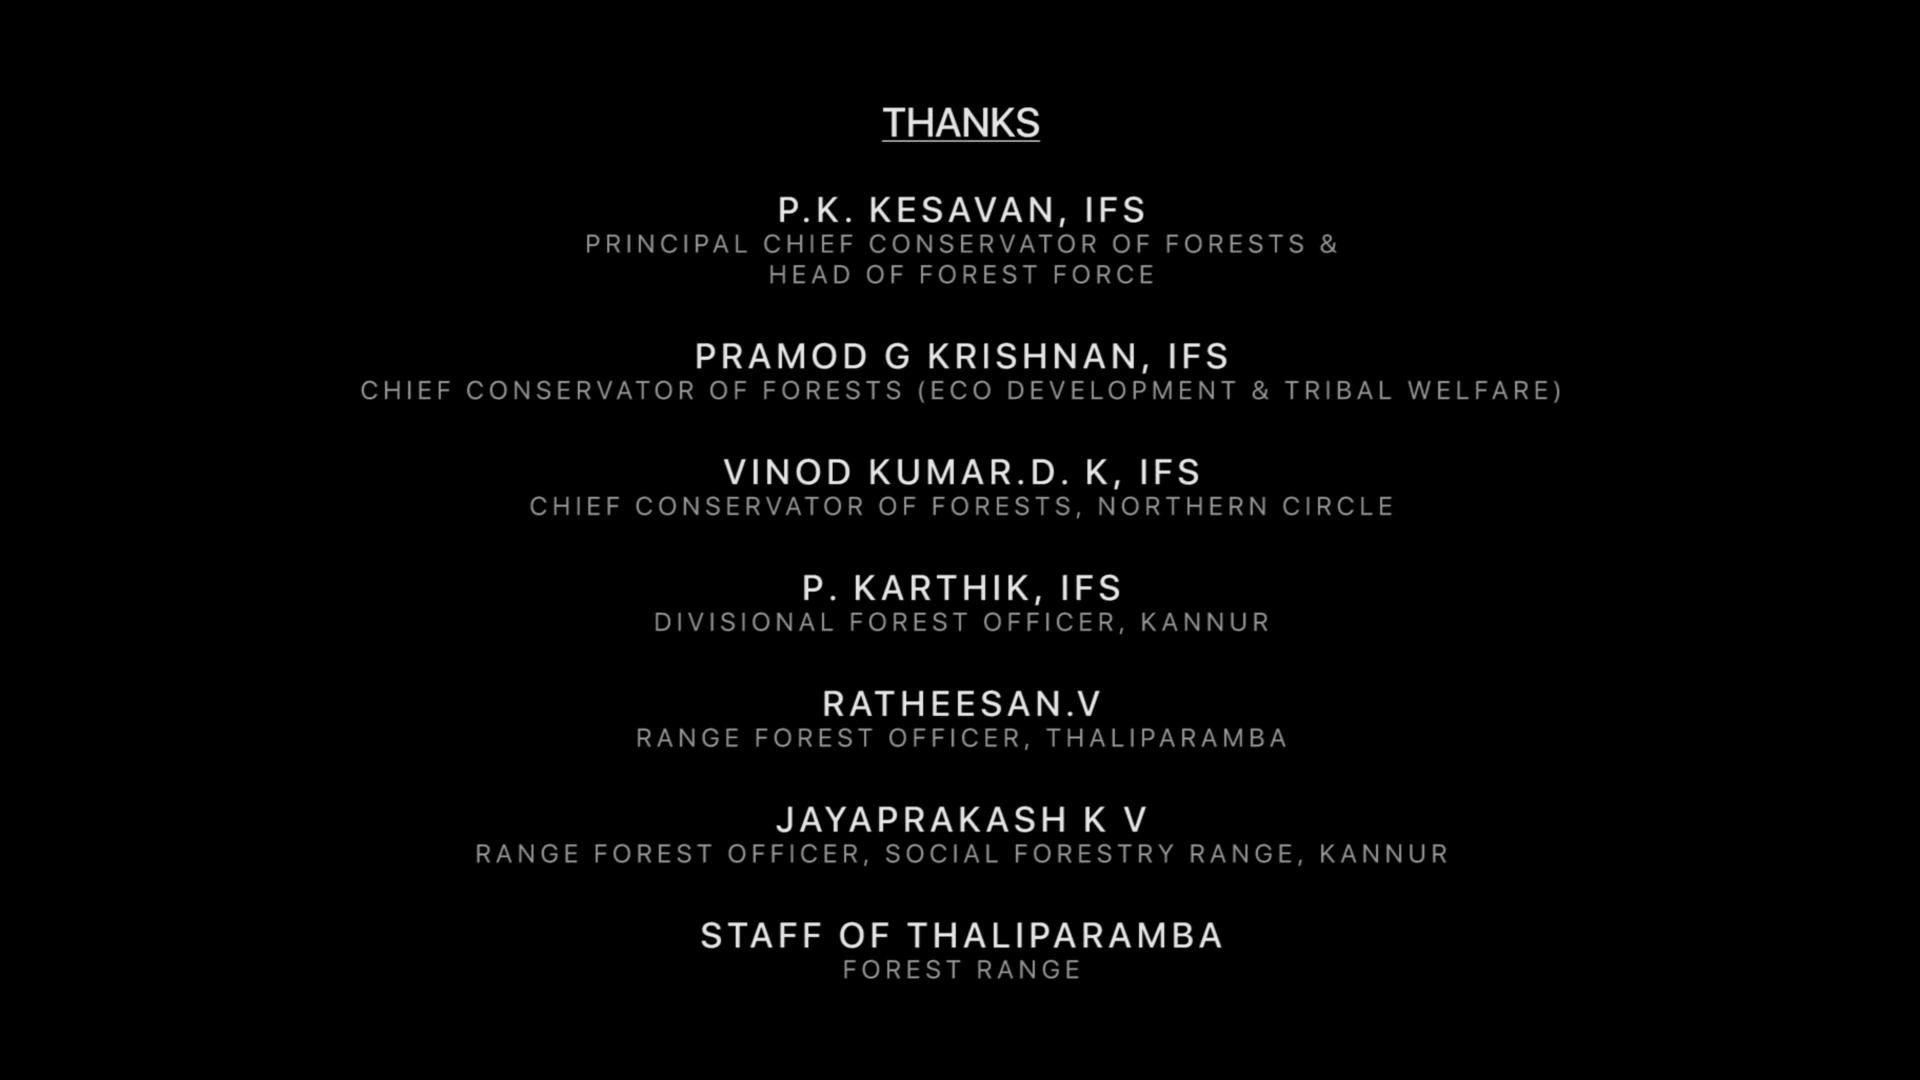 THANKS
P.K. KESAVAN, IFS
PRINCIPAL CHIEF CONSERVATOR OF FORESTS &
HEAD OF FOREST FORCE
PRAMOD G KRISHNAN, IFS
CHIEF CONSERVATOR OF FORESTS (ECO DEVELOPMENT & TRIBAL WELFARE)
VINOD KUMAR.D. K, IFS
CHIEF CONSERVATOR OF FORESTS, NORTHERN CIRCLE
P. KARTHIK, IFS
DIVISIONAL FOREST OFFICER, KANNUR
RATHEESAN.V
RANGE FOREST OFFICER, THALIPARAMBA
JAYAPRAKASH K V
RANGE FOREST OFFICER, SOCIAL FORESTRY RANGE, KANNUR
STAFF OF THALIPARAMBA
FOREST RANGE